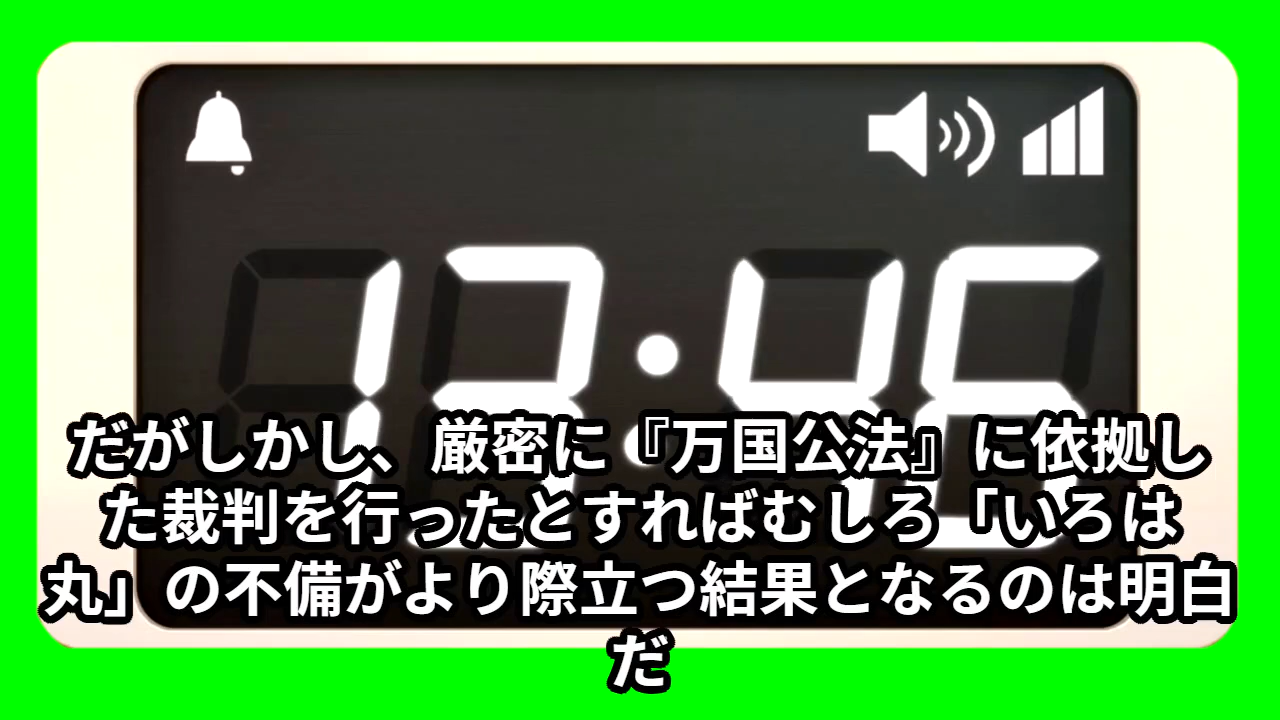 13:45
だがしかし、厳密に『万国公法』に依拠し
た裁判を行ったとすればむしろ「いろは
丸」の不備がより際立つ結果となるのは明白
だ